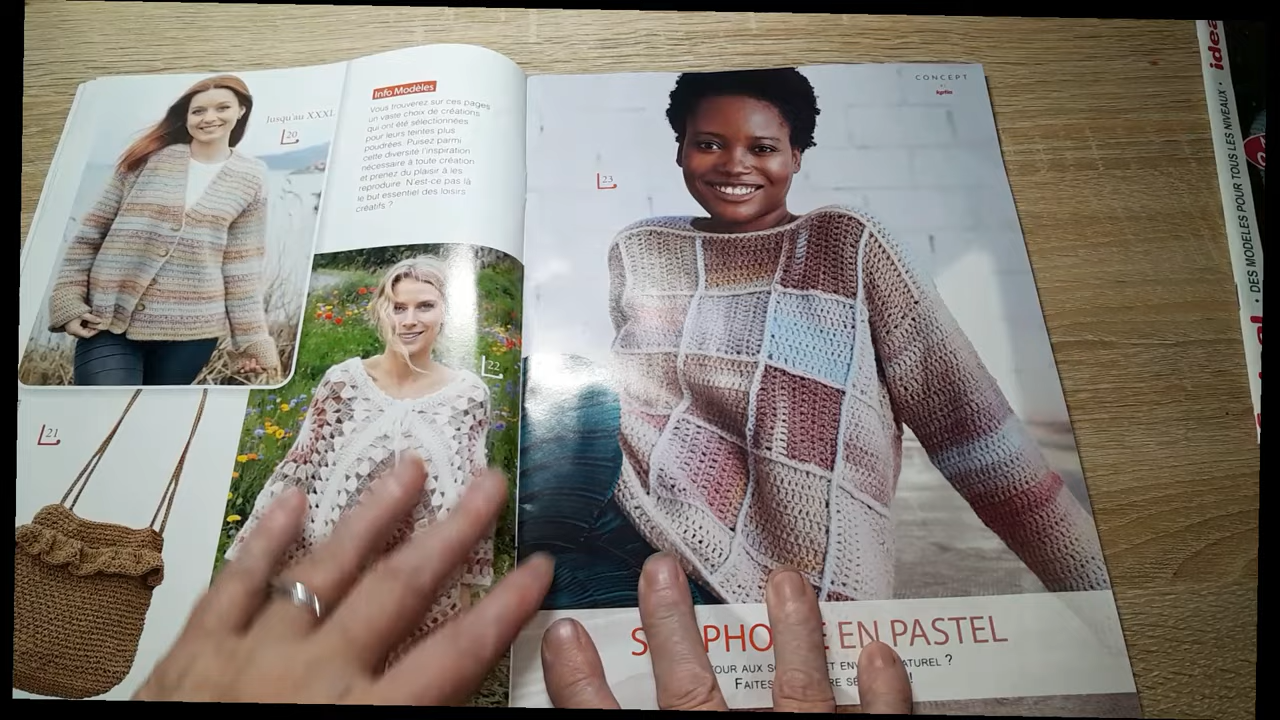 Jusqu'au XXXL
20
Info Modèles
Vous trouverez sur ces pages
un vaste choix de créations
qui ont été sélectionnées
pour leurs teintes plus
poudrées. Puisez parmi
cette diversité l'inspiration
nécessaire à toute création
et prenez du plaisir à les
reproduire. N'est-ce pas là
le but essentiel des loisirs
créatifs ?
21
22
CONCEPT
23
EN PASTEL
AUX ET
FAITES
DES MODELES POUR TOUS LES NIVEAUX